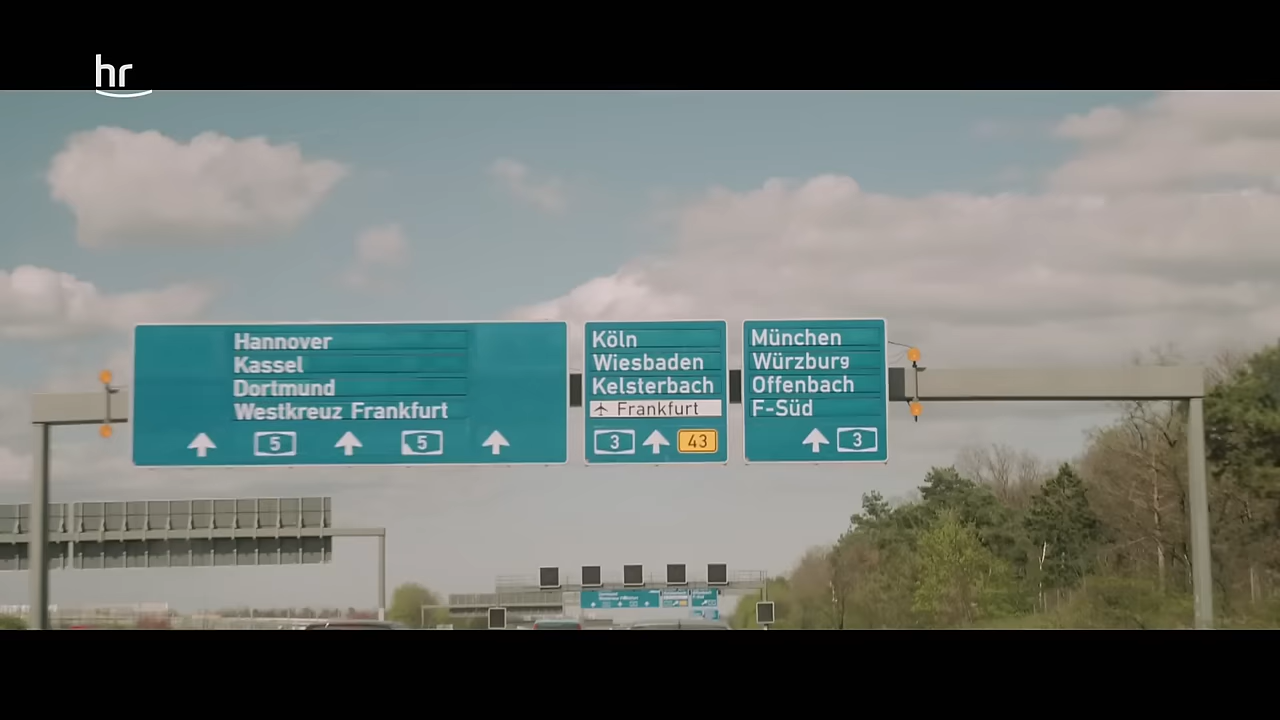 hr
Hannover
Kassel
Dortmund
Westkreuz Frankfurt
5 5
Köln
Wiesbaden
Kelsterbach
Frankfurt
3 43
München
Würzburg
Offenbach
F-Süd
3